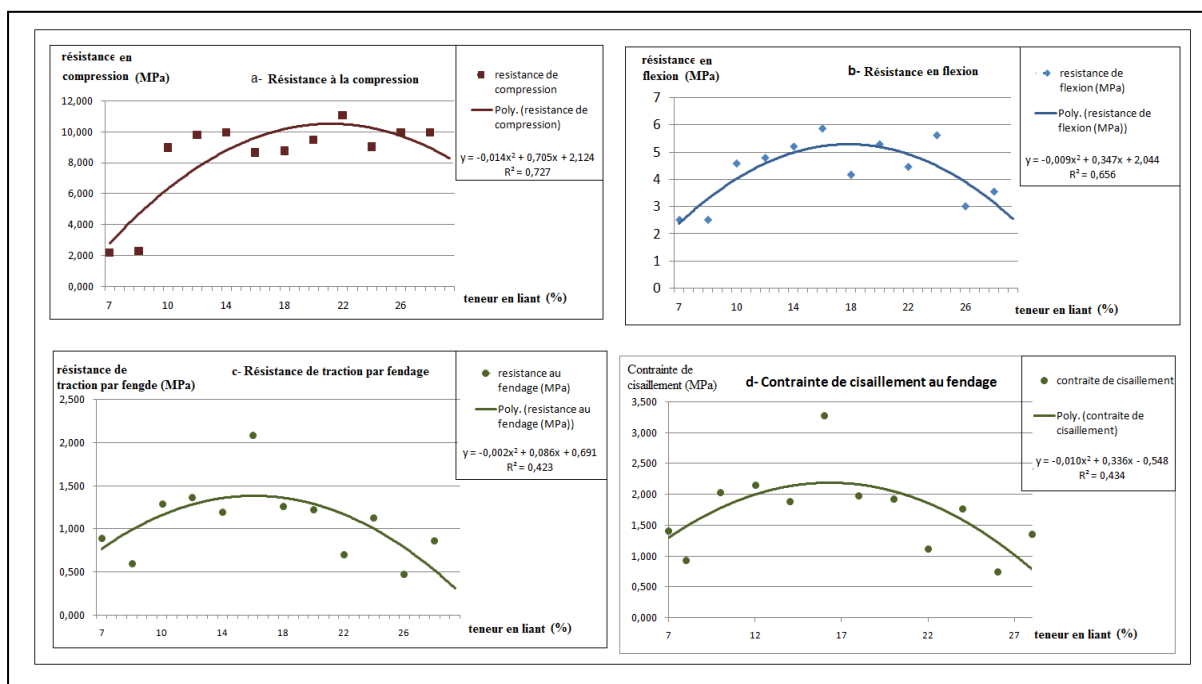 résistance en
compression (MPa)
a- Résistance à la compression
resistance de
compression
Poly. (resistance de
compression)
y = -0,014x² + 0,705x + 2,124
R² = 0,727
12,000
10,000
8,000
6,000
4,000
2,000
0,000
7 10 14 18 22 26
teneur en liant (%)
résistance en
flexion (MPa)
b- Résistance en flexion
resistance de
flexion (MPa)
Poly. (resistance de
flexion (MPa))
y = -0,009x² + 0,347x + 2,044
R² = 0,656
7
6
5
4
3
2
1
0
7 10 14 18 22 26
teneur en liant (%)
résistance de
traction par fengde (MPa)
c- Résistance de traction par fendage
resistance au
fendage (MPa)
Poly. (resistance au
fendage (MPa))
y = -0,002x² + 0,086x + 0,691
R² = 0,423
2,500
2,000
1,500
1,000
0,500
0,000
7 10 14 18 22 26
teneur en liant (%)
Contrainte de
cisaillement (MPa)
d- Contrainte de cisaillement au fendage
contraite de cisaillement
Poly. (contraite de
cisaillement)
y = -0,010x² + 0,336x - 0,548
R² = 0,434
3,500
3,000
2,500
2,000
1,500
1,000
0,500
0,000
7 12 17 22 27
teneur en liant (%)